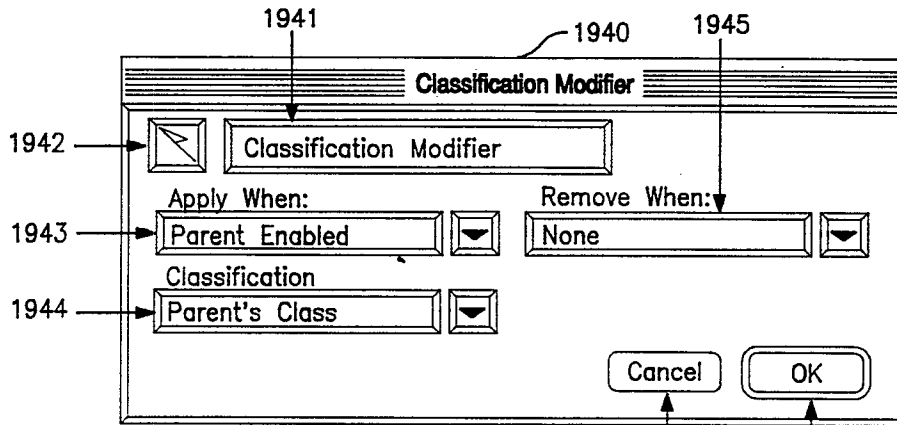 1941
1940
1945
Classification Modifier
1942
Classification Modifier
Apply When:
Remove When:
1943
Parent Enabled
None
Classification
1944
Parent's Class
Cancel
OK